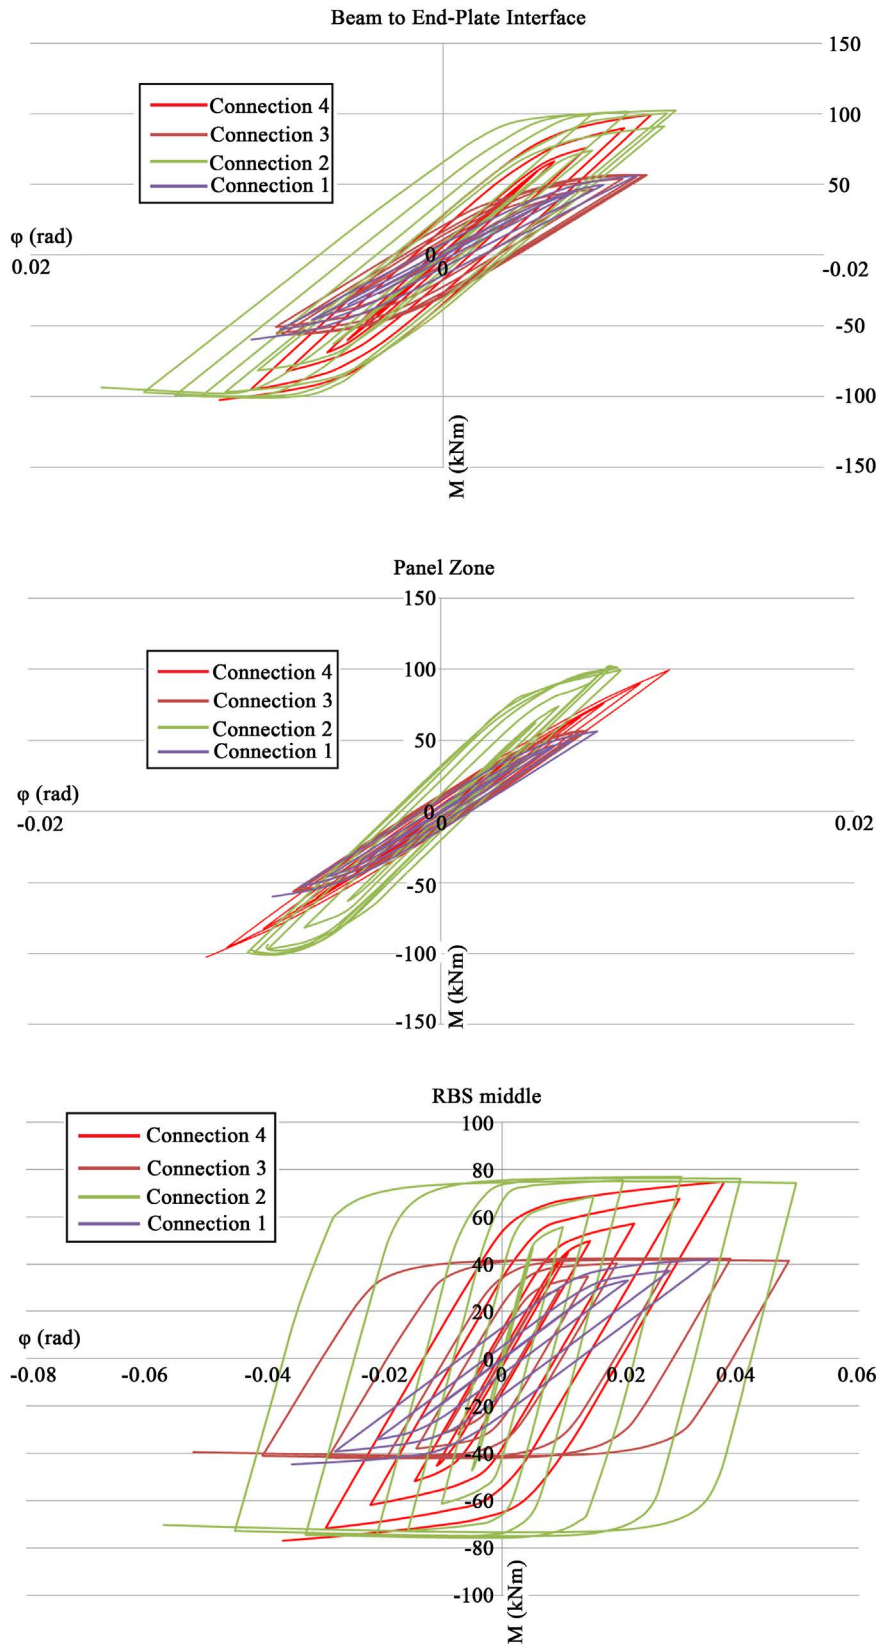 Beam to End-Plate Interface
150
Connection 4
100
Connection 3
Connection 2
Connection 1
50
φ (rad)
0
0.02
0
-0.02
-50
-100
M (kNm)
-150
Panel Zone
150
Connection 4
100
Connection 3
Connection 2
50
Connection 1
φ (rad)
0
-0.02
0
0.02
-50
-100
M (kNm)
-150
RBS middle
100
Connection 4
Connection 3
80
Connection 2
Connection 1
60
40
20
φ (rad)
0
-0.08
-0.06
-0.04
-0.02
0
0.02
0.04
0.06
-20
-40
-60
-80
-100
M (kNm)